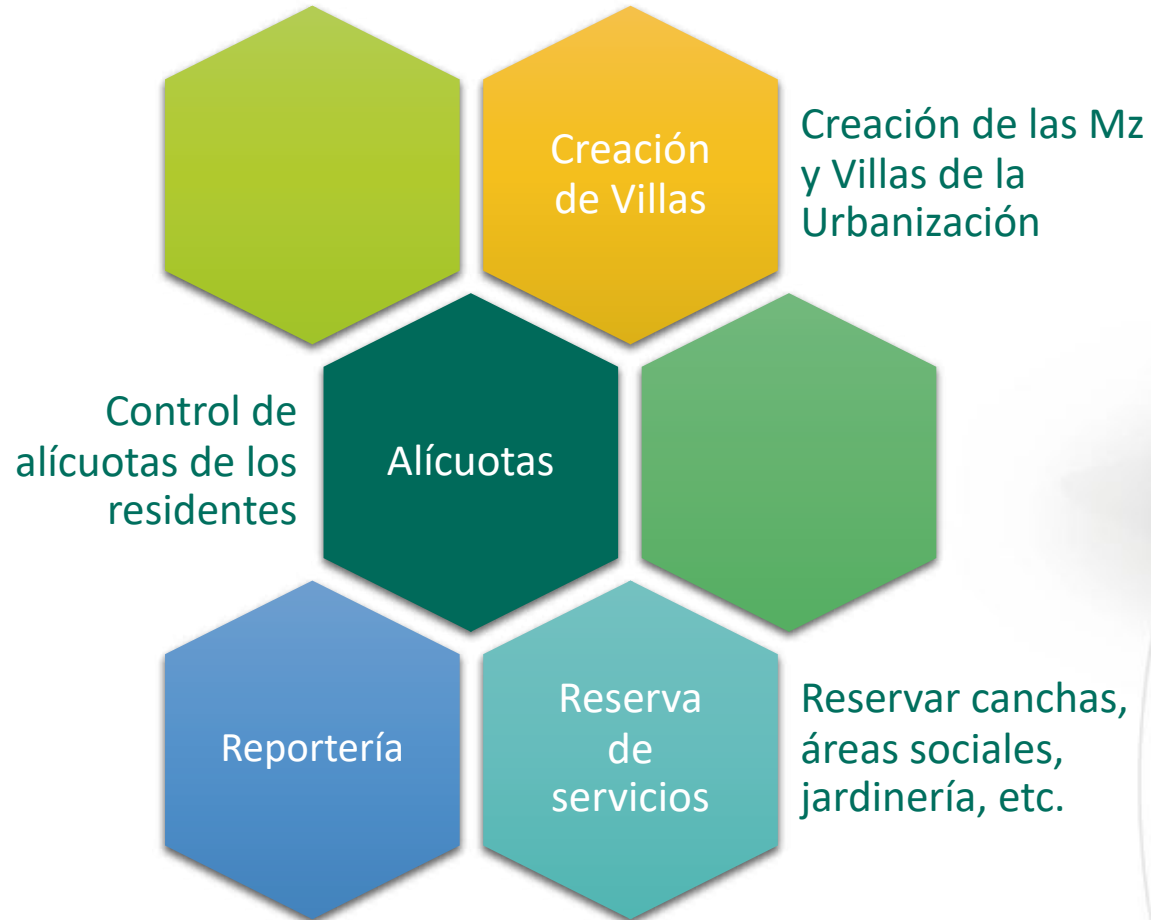 Creación
de Villas
Creación de las Mz
y Villas de la
Urbanización
Control de
alícuotas de los
residentes
Alícuotas
Reportería
Reserva
de
servicios
Reservar canchas,
áreas sociales,
jardinería, etc.